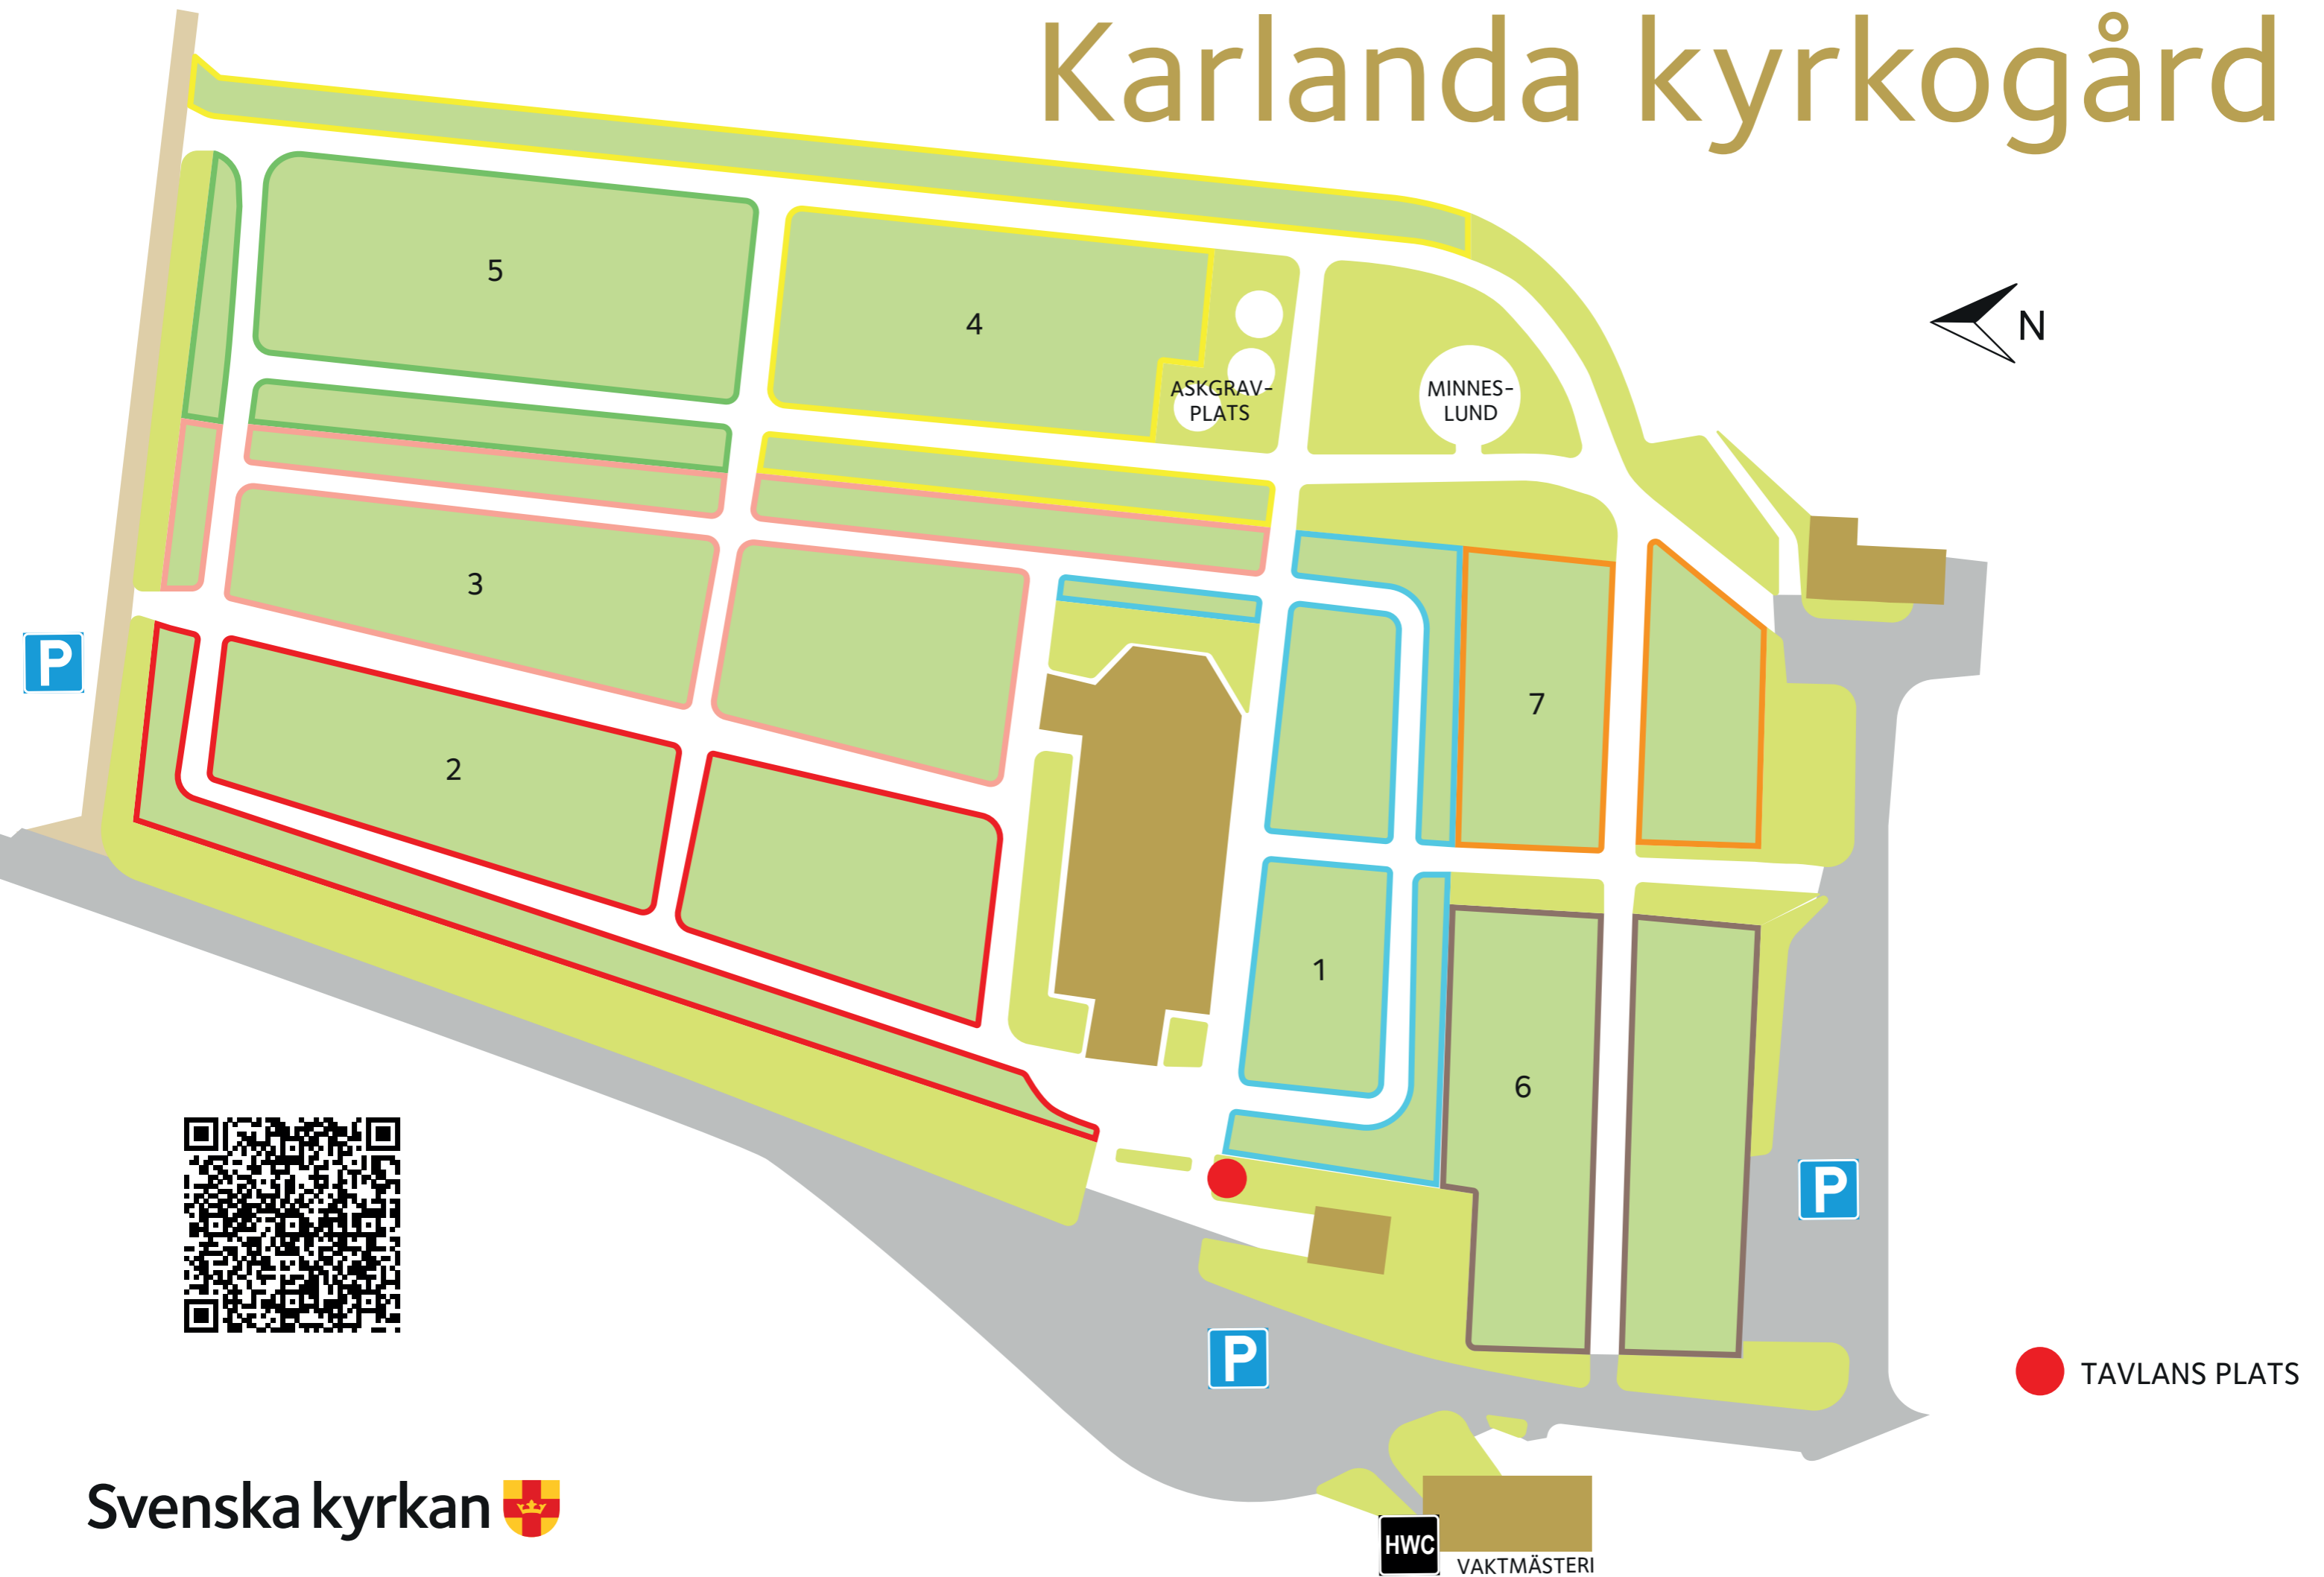 Karlanda kyrkogård
5
4
N
ASKGRAV-
PLATS
MINNES-
LUND
3
P
7
2
1
6
P
P
TAVLANS PLATS
Svenska kyrkan
HWC
VAKTMÄSTERI